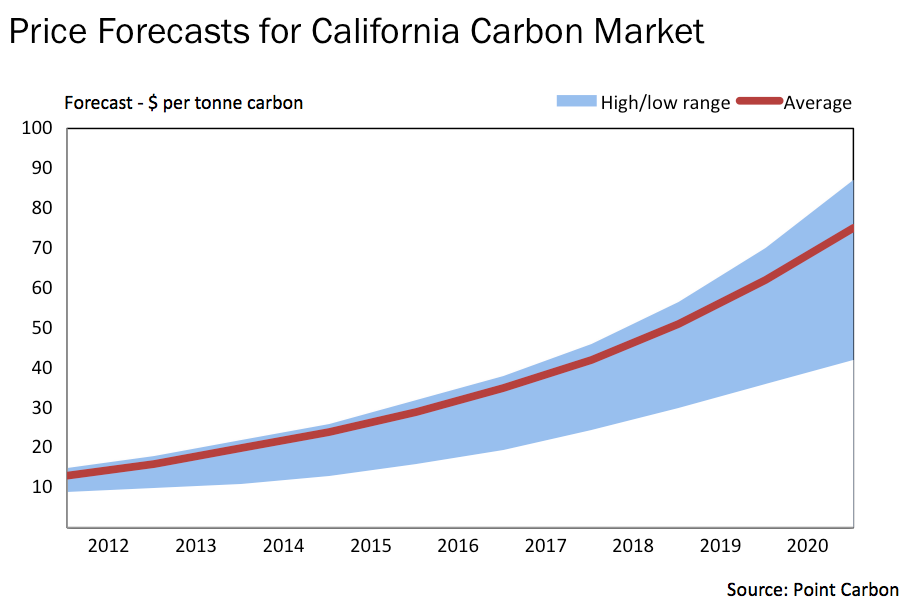 Price Forecasts for California Carbon Market
Forecast - $ per tonne carbon
High/low range
Average
100
90
80
70
60
50
40
30
20
10
2012 2013 2014 2015 2016 2017 2018 2019 2020
Source: Point Carbon